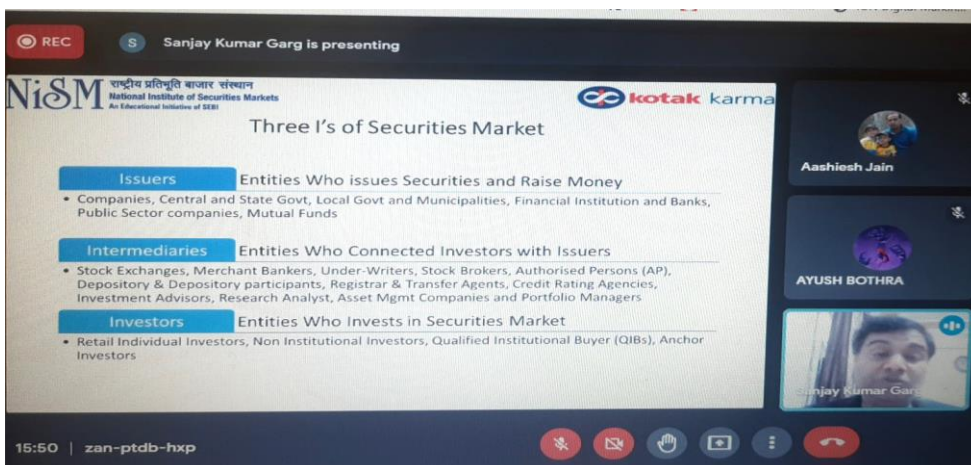 REC
S Sanjay Kumar Garg is presenting
NiSM राष्ट्रीय प्रतिभूति बाजार संस्थान
National Institute of Securities Markets
An Educational Initiative of SEBI
kotak karma
Three I's of Securities Market
Issuers Entities Who issues Securities and Raise Money
• Companies, Central and State Govt, Local Govt and Municipalities, Financial Institution and Banks,
Public Sector companies, Mutual Funds
Intermediaries Entities Who Connected Investors with Issuers
• Stock Exchanges, Merchant Bankers, Under-Writers, Stock Brokers, Authorised Persons (AP),
Depository & Depository participants, Registrar & Transfer Agents, Credit Rating Agencies,
Investment Advisors, Research Analyst, Asset Mgmt Companies and Portfolio Managers
Investors Entities Who Invests in Securities Market
• Retail Individual Investors, Non Institutional Investors, Qualified Institutional Buyer (QIBs), Anchor
Investors
Aashiesh Jain
AYUSH BOTHRA
Sanjay Kumar Garg
15:50 | zan-ptdb-hxp